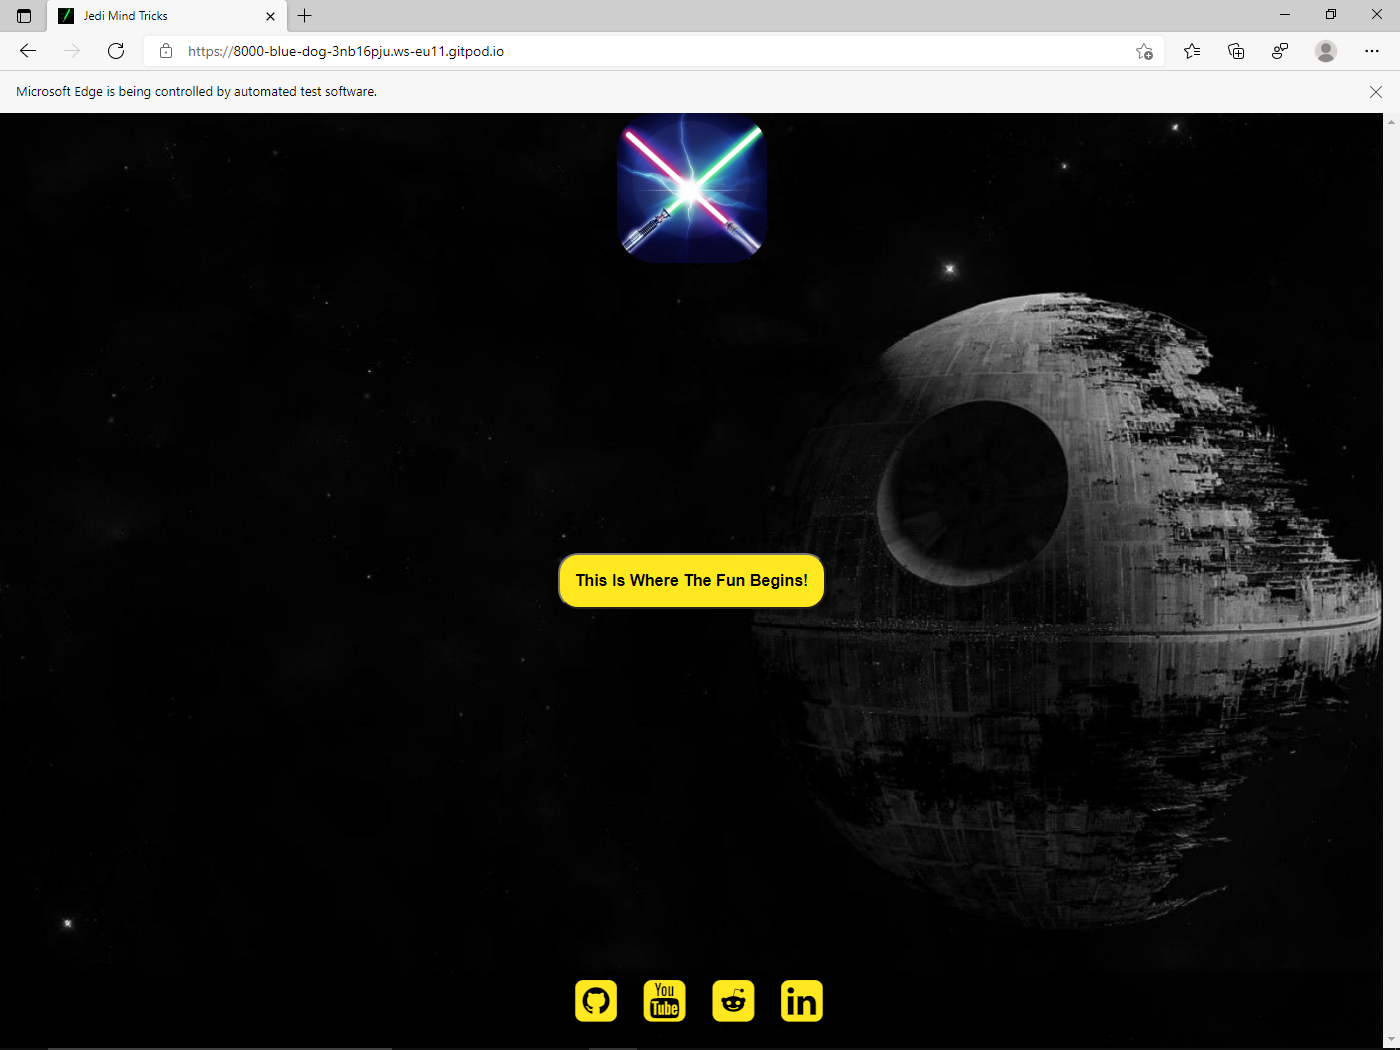 Jedi Mind Tricks
https://8000-blue-dog-3nb16pju.ws-eu11.gitpod.io
Microsoft Edge is being controlled by automated test software.
This Is Where The Fun Begins!
You
Tube
in